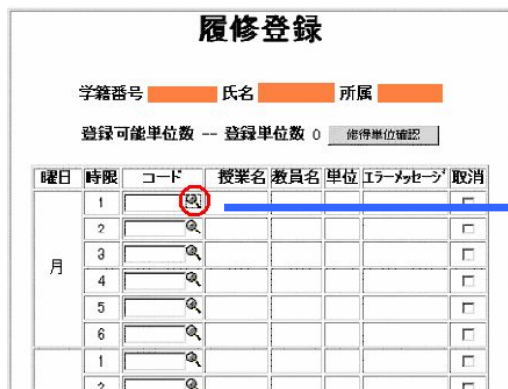 履修登録
学籍番号 氏名 所属
登録可能単位数 -- 登録単位数 0 修得単位確認
曜日 時限 コード 授業名 教員名 単位 エラーメッセージ 取消
1
2
月 3
4
5
6
1
2